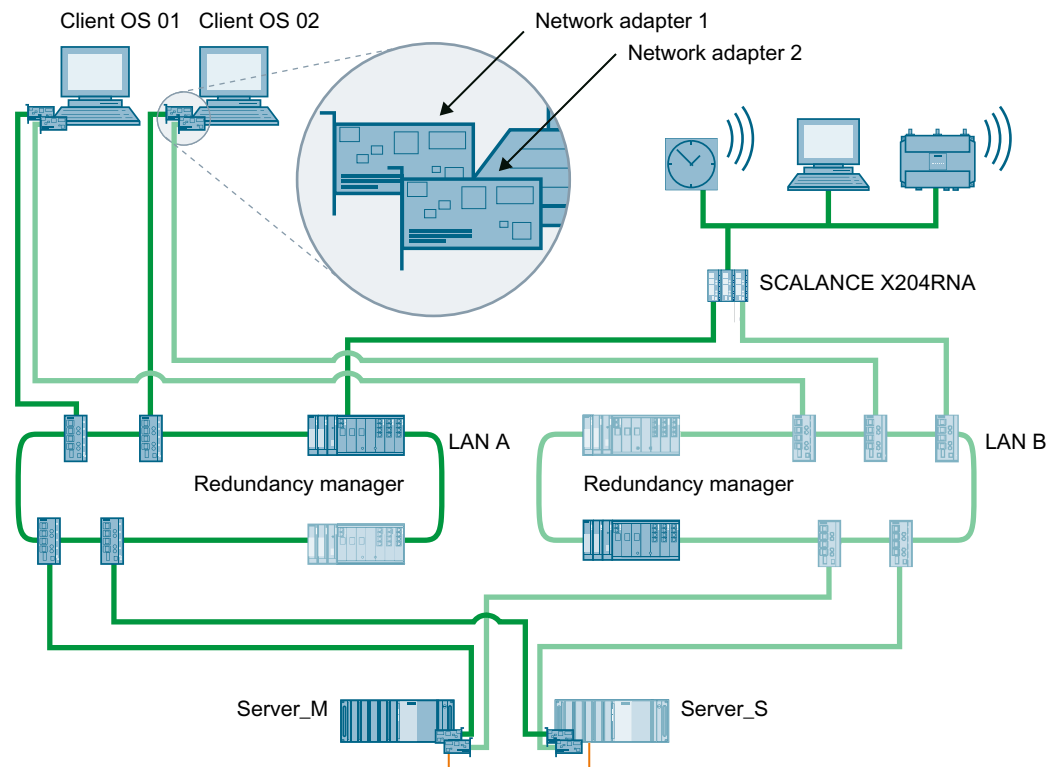 Client OS 01
Client OS 02
Network adapter 1
Network adapter 2
SCALANCE X204RNA
LAN A
LAN B
Redundancy manager
Redundancy manager
Server_M
Server_S